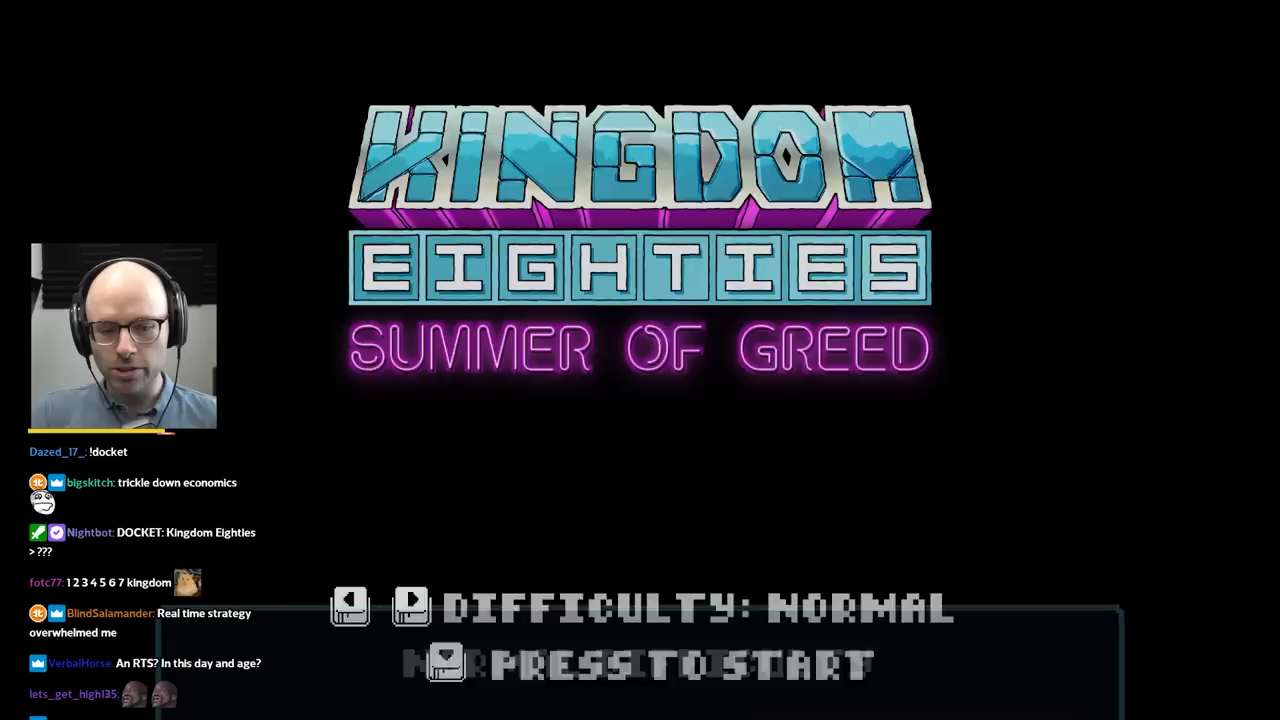 KINGDOM
EIGHTIES
SUMMER OF GREED
Dazed_17_: !docket
bigskitch: trickle down economics
Nightbot: DOCKET: Kingdom Eighties
> ???
fotc77: 1 2 3 4 5 6 7 kingdom
BlindSalamander: Real time strategy
overwhelmed me
VerbalHorse: An RTS? In this day and age?
lets_get_high135:
DIFFICULTY: NORMAL
PRESS TO START